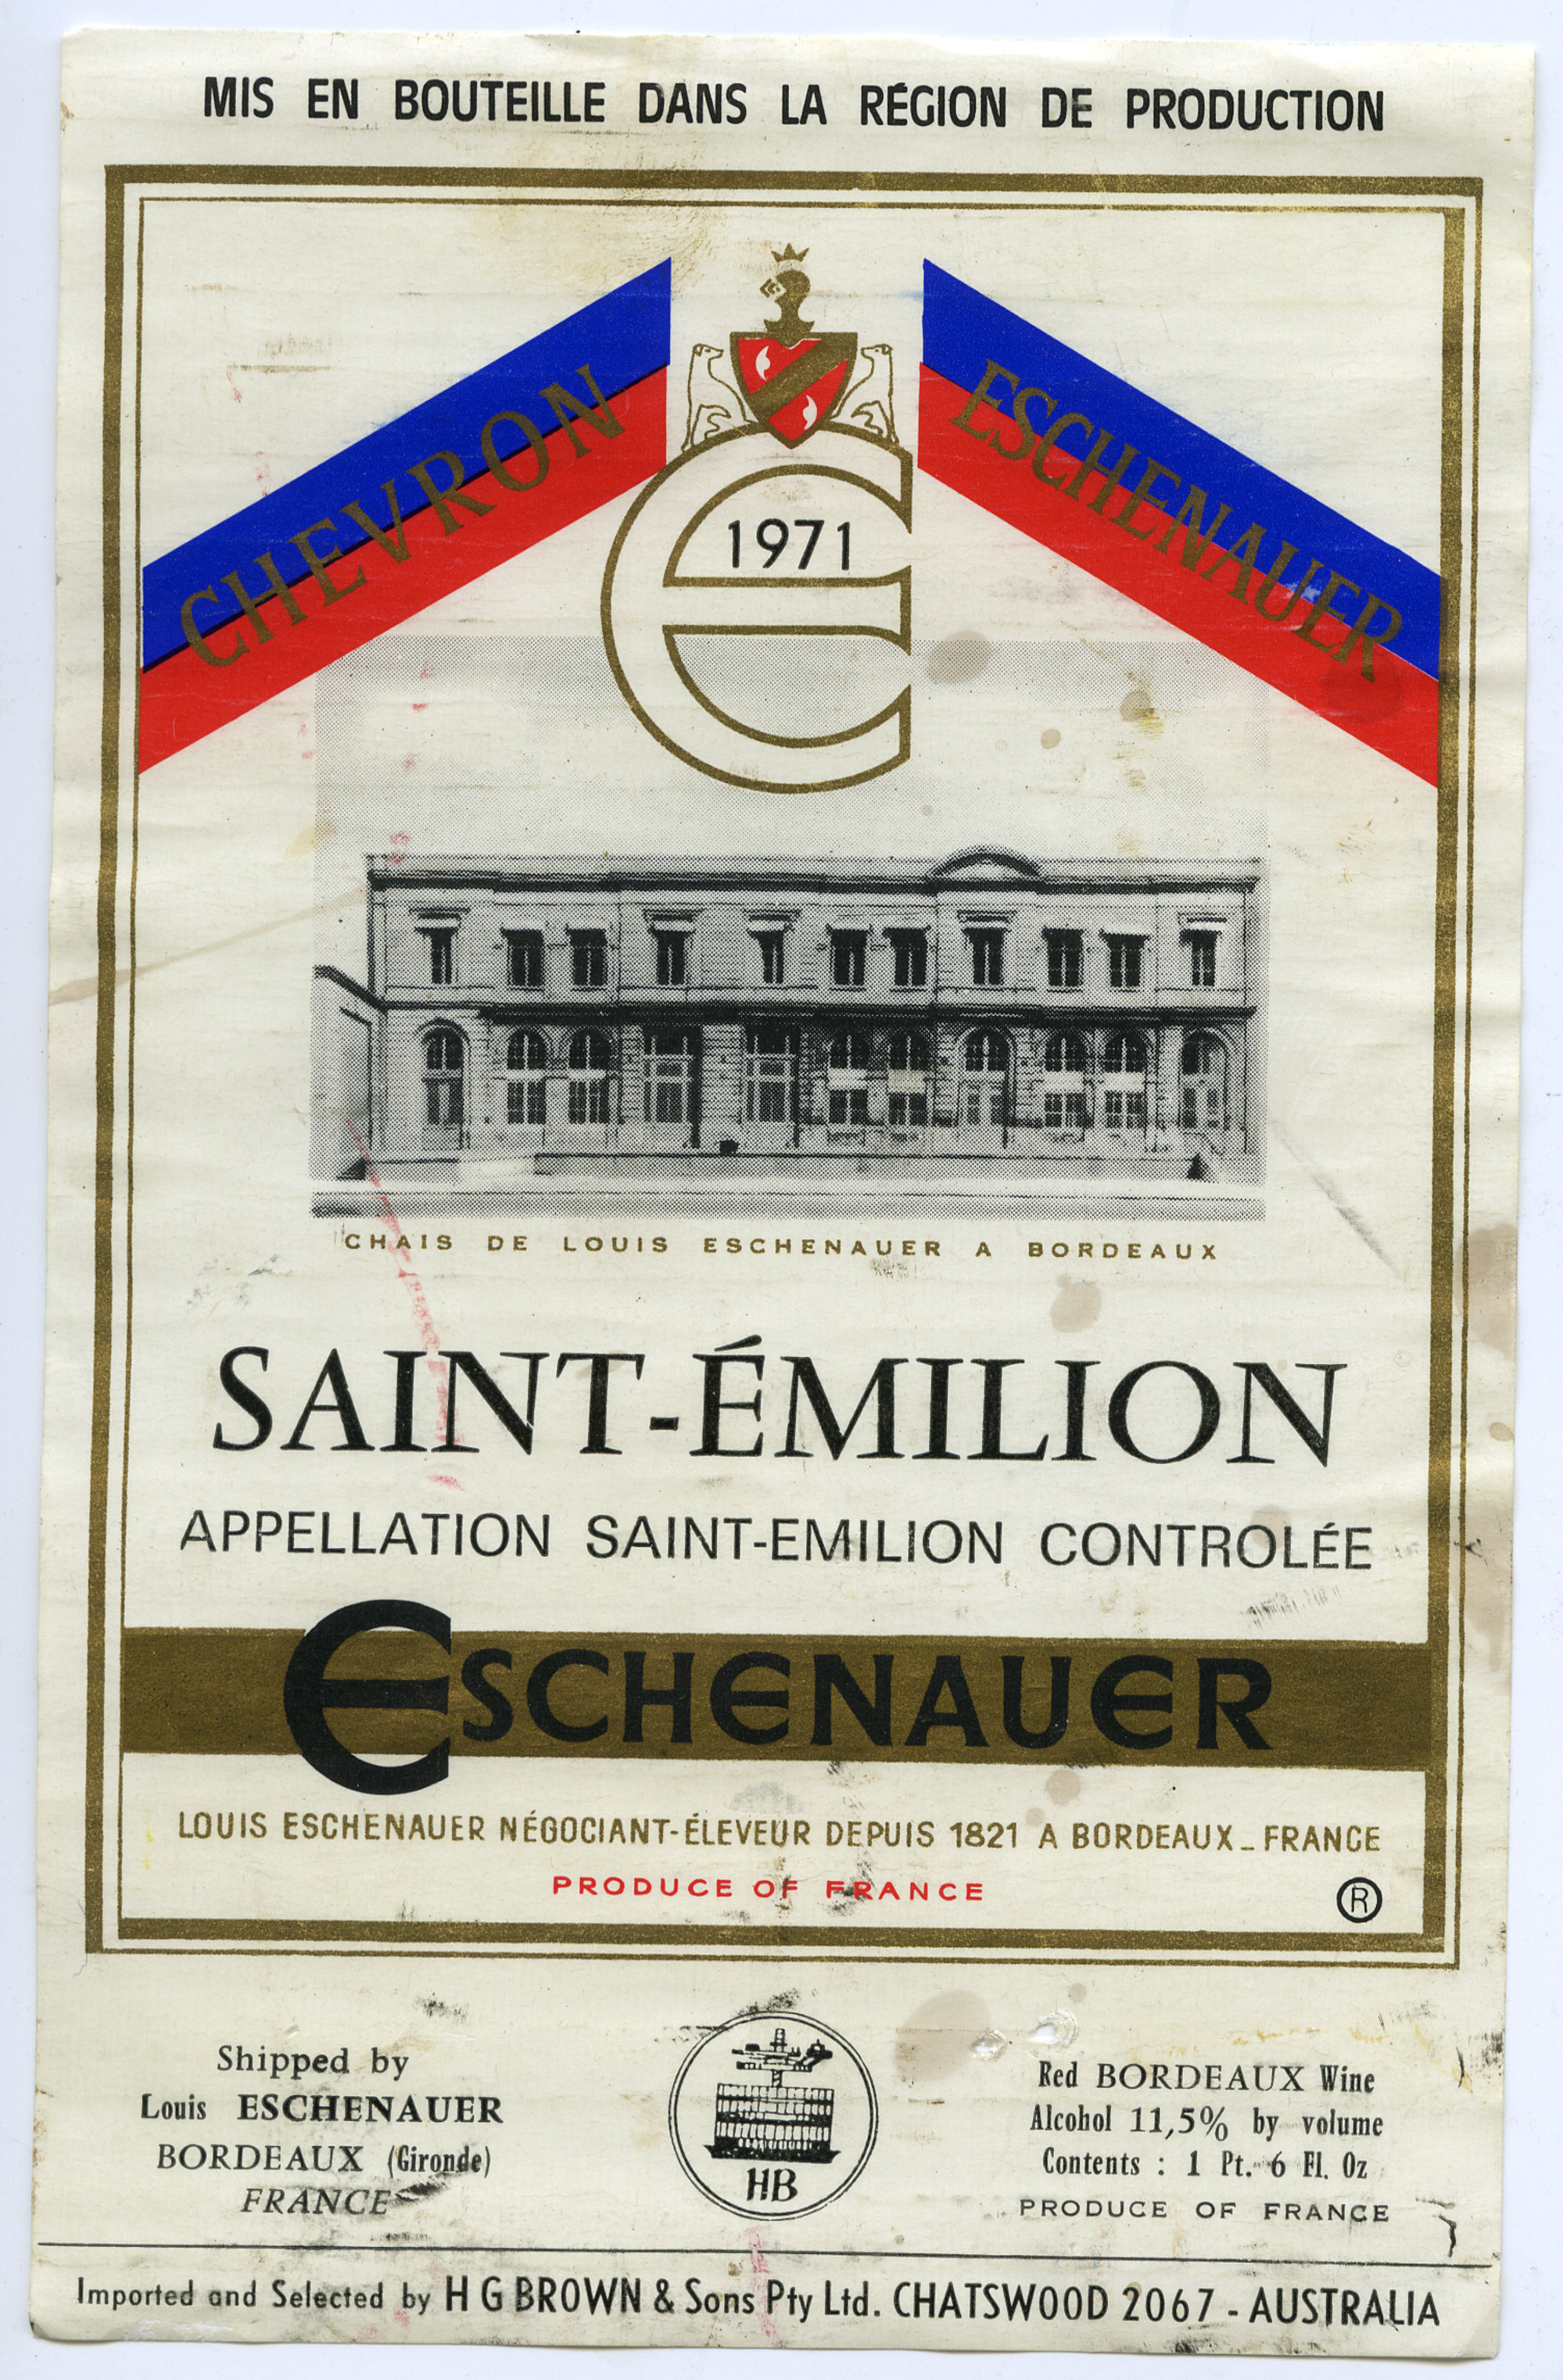 MIS EN BOUTEILLE DANS LA RÉGION DE PRODUCTION
CHEVRON ESCHENAUER
1971
CHAIS DE LOUIS ESCHENAUER A BORDEAUX
SAINT-ÉMILION
APPELLATION SAINT-EMILION CONTROLÉE
ESCHENAUER
LOUIS ESCHENAUER NÉGOCIANT-ÉLEVEUR DEPUIS 1821 A BORDEAUX - FRANCE
PRODUCE OF FRANCE
®
Shipped by
Louis ESCHENAUER
BORDEAUX (Gironde)
FRANCE
HB
Red BORDEAUX Wine
Alcohol 11,5% by volume
Contents : 1 Pt. 6 Fl. Oz
PRODUCE OF FRANCE
Imported and Selected by H G BROWN & Sons Pty Ltd. CHATSWOOD 2067 - AUSTRALIA